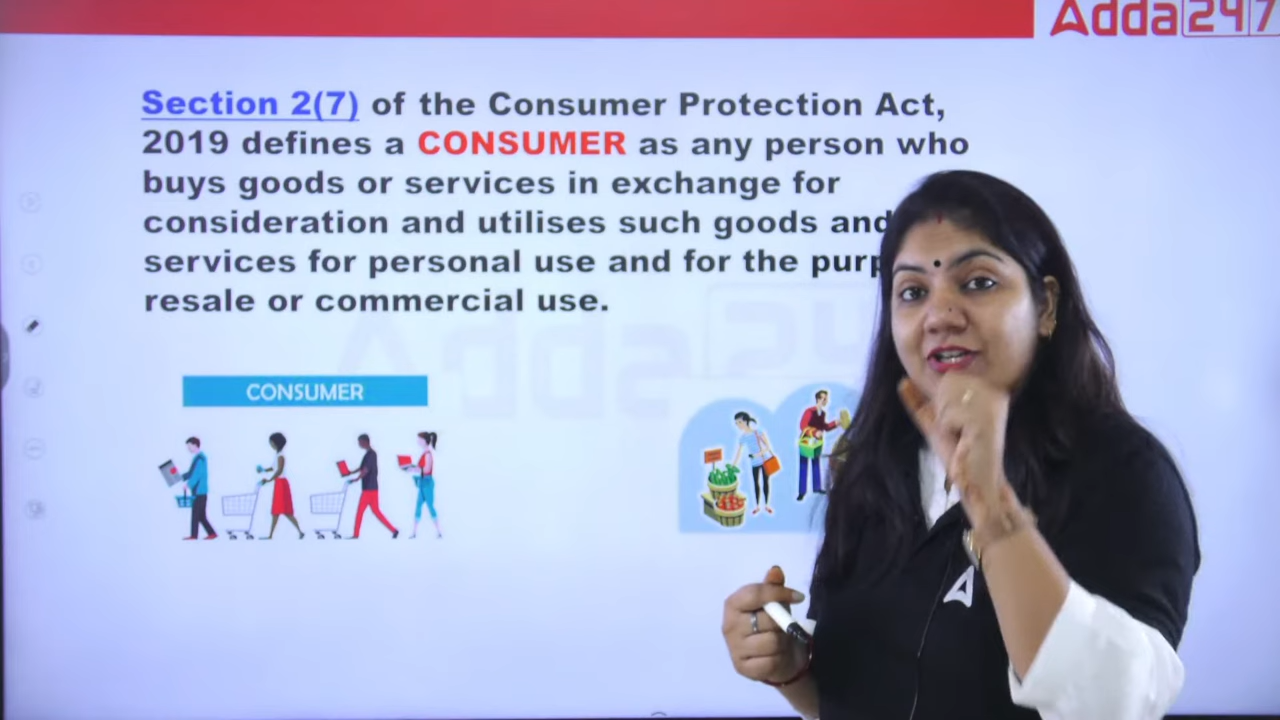 Adda247
Section 2(7) of the Consumer Protection Act,
2019 defines a CONSUMER as any person who
buys goods or services in exchange for
consideration and utilises such goods and
services for personal use and for the
resale or commercial use.
Adda24
CONSUMER